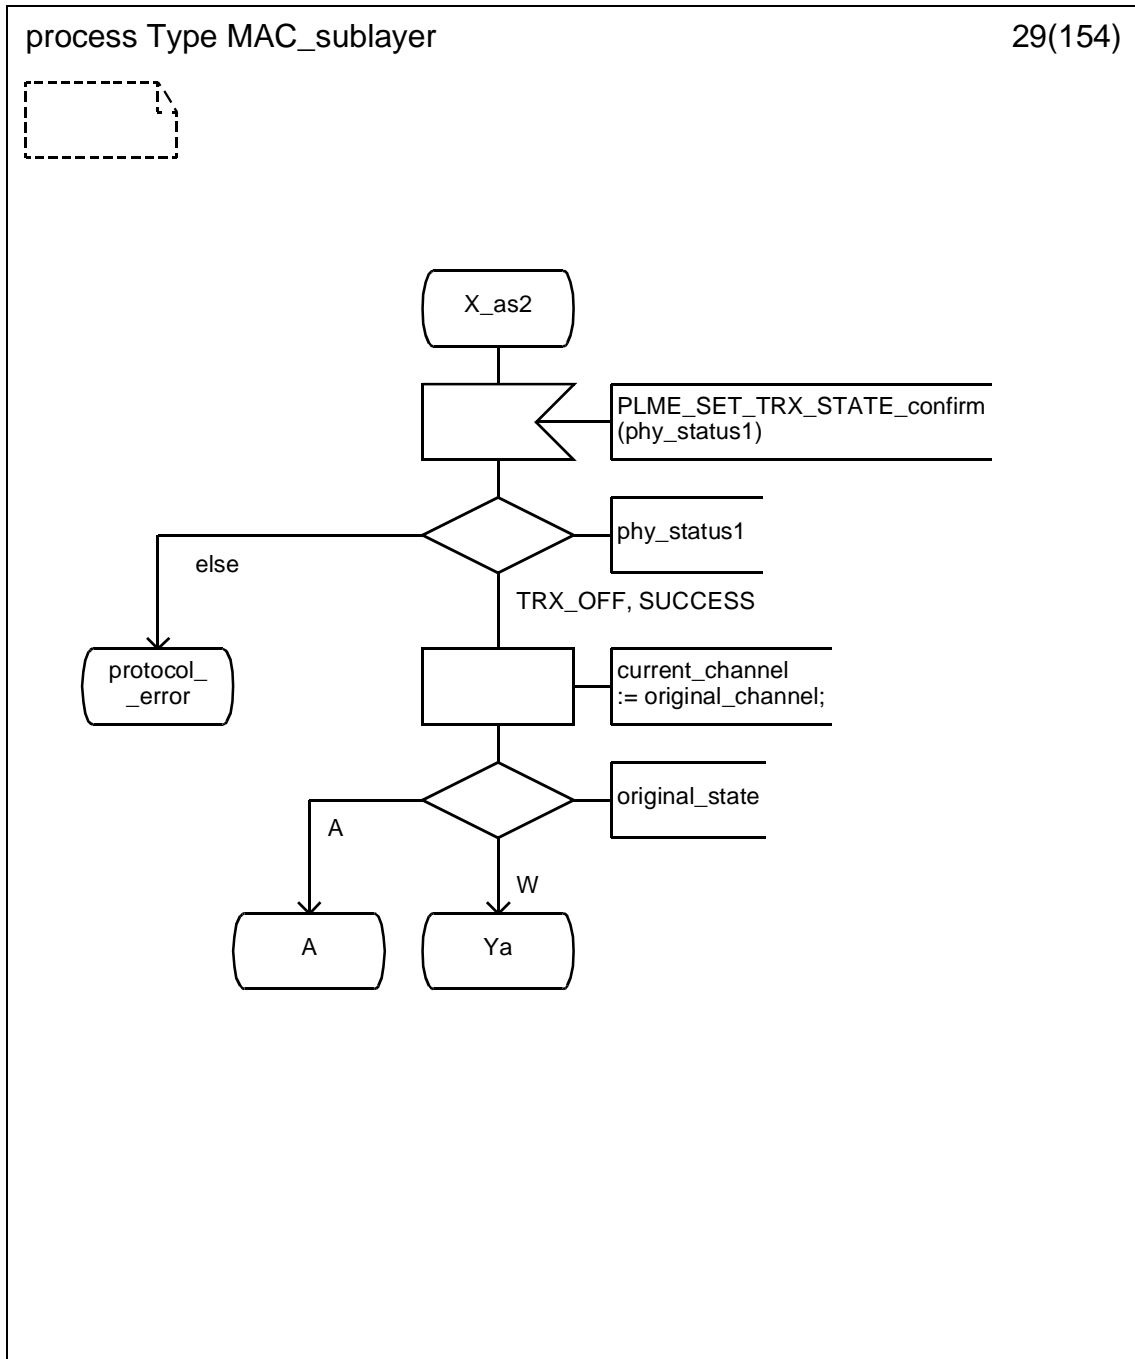 process Type MAC_sublayer
29(154)
X_as2
PLME_SET_TRX_STATE_confirm
(phy_status1)
phy_status1
else
TRX_OFF, SUCCESS
protocol_
_error
current_channel
:= original_channel;
original_state
A
W
A
Ya